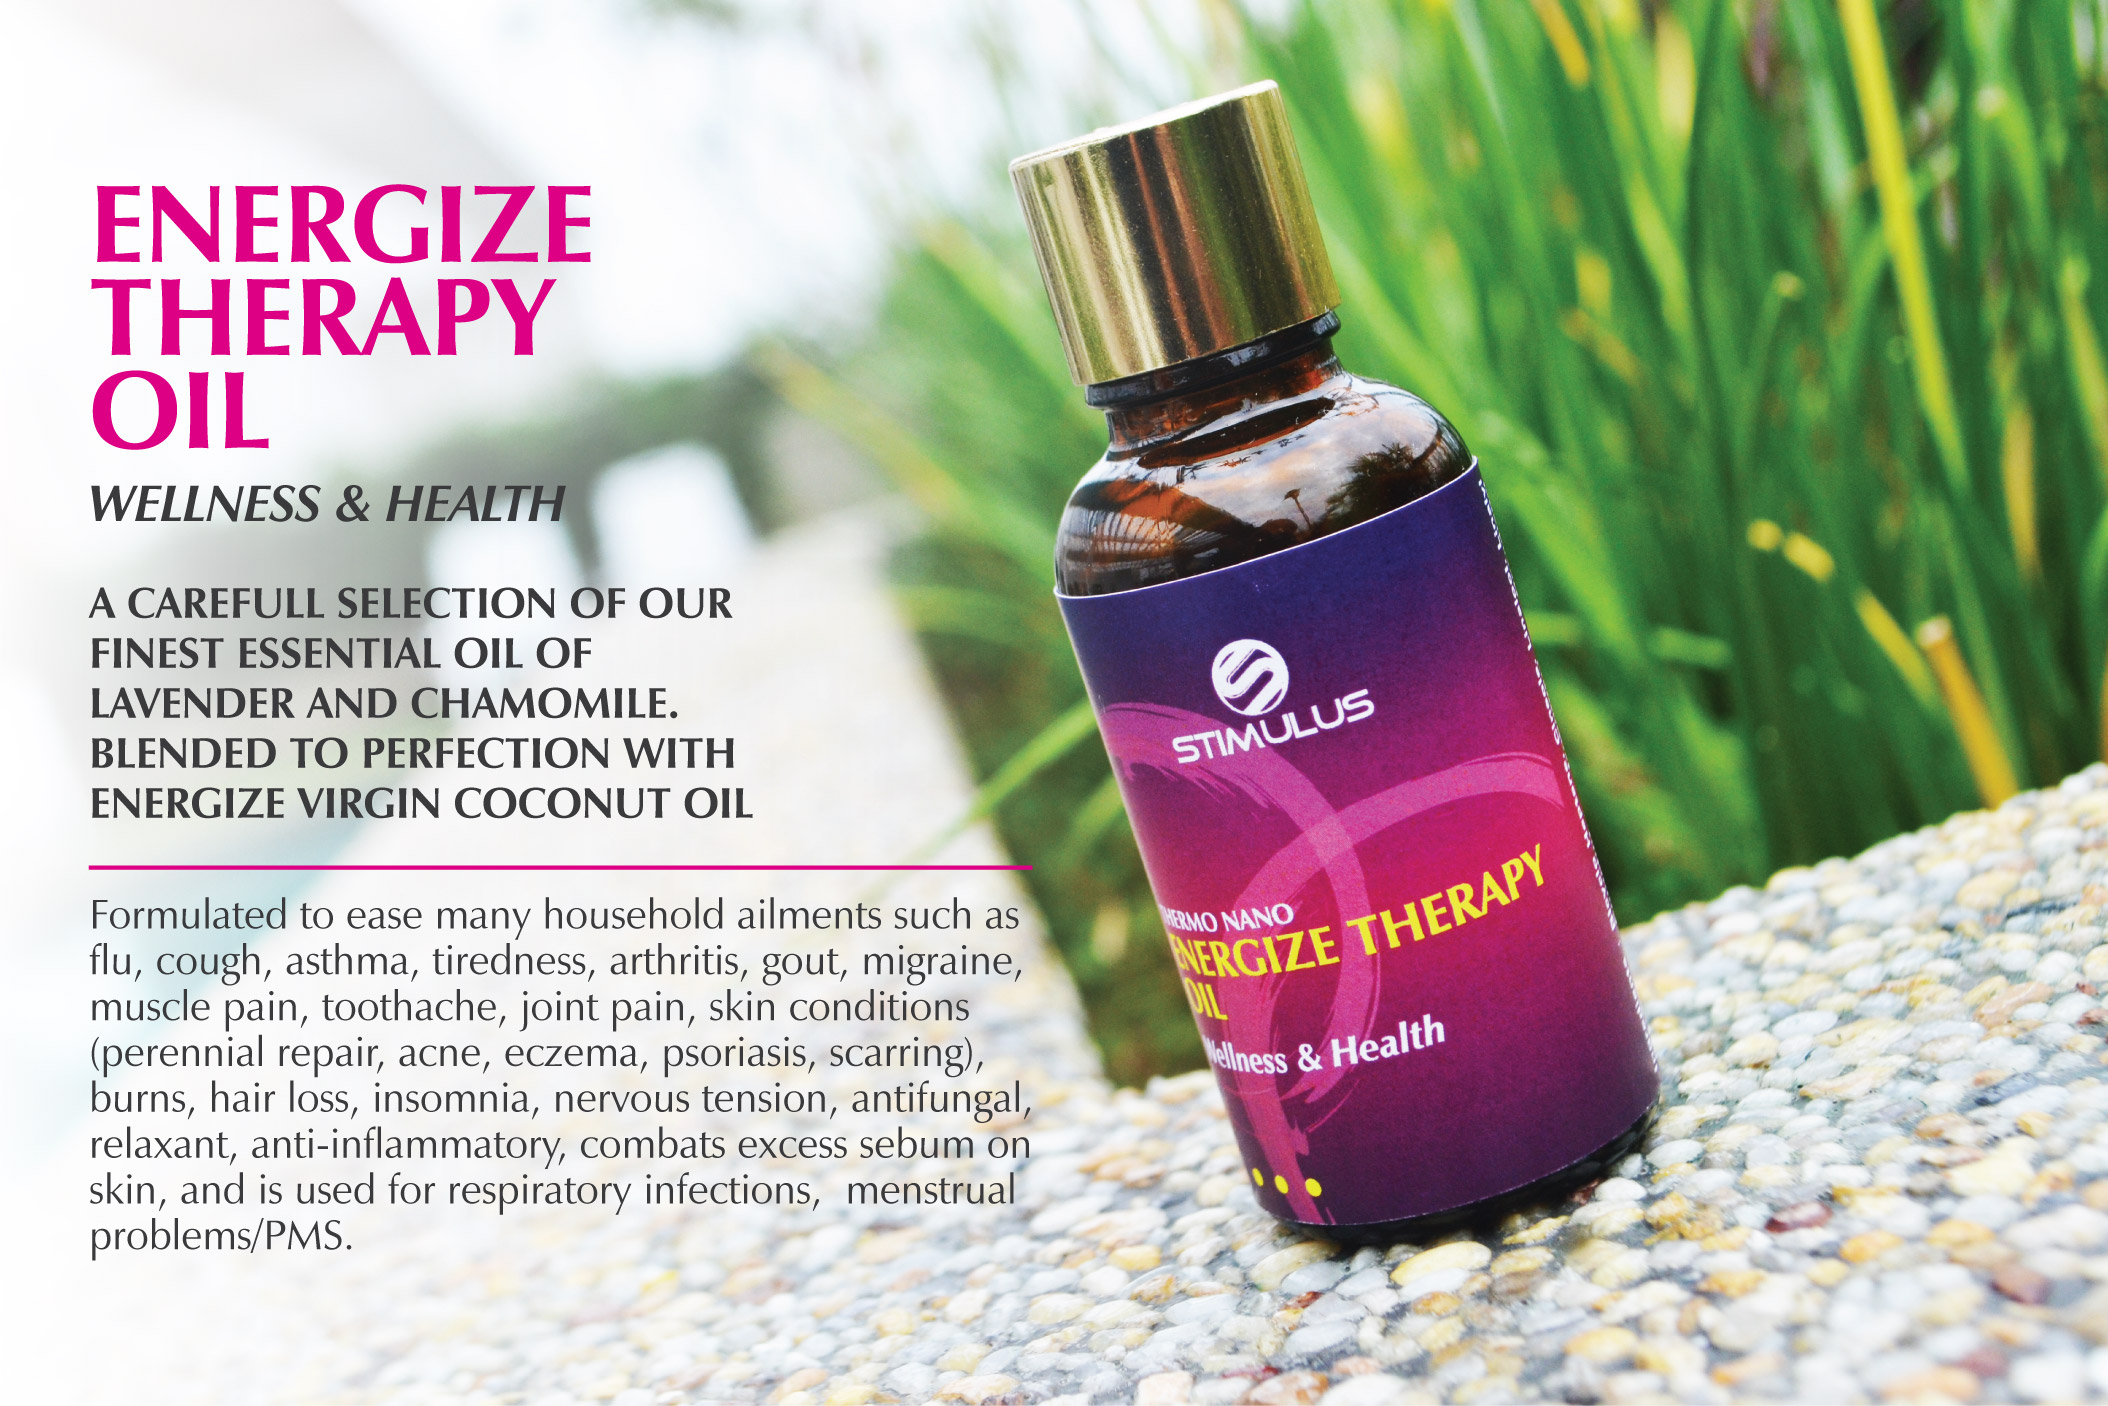 ENERGIZE
THERAPY
OIL
WELLNESS & HEALTH
A CAREFULL SELECTION OF OUR
FINEST ESSENTIAL OIL OF
LAVENDER AND CHAMOMILE.
BLENDED TO PERFECTION WITH
ENERGIZE VIRGIN COCONUT OIL
Formulated to ease many household ailments such as
flu, cough, asthma, tiredness, arthritis, gout, migraine,
muscle pain, toothache, joint pain, skin conditions
(perennial repair, acne, eczema, psoriasis, scarring),
burns, hair loss, insomnia, nervous tension, antifungal,
relaxant, anti-inflammatory, combats excess sebum on
skin, and is used for respiratory infections,  menstrual
problems/PMS.
STIMULUS
HERMO NANO
ENERGIZE THERAPY
OIL
Wellness & Health